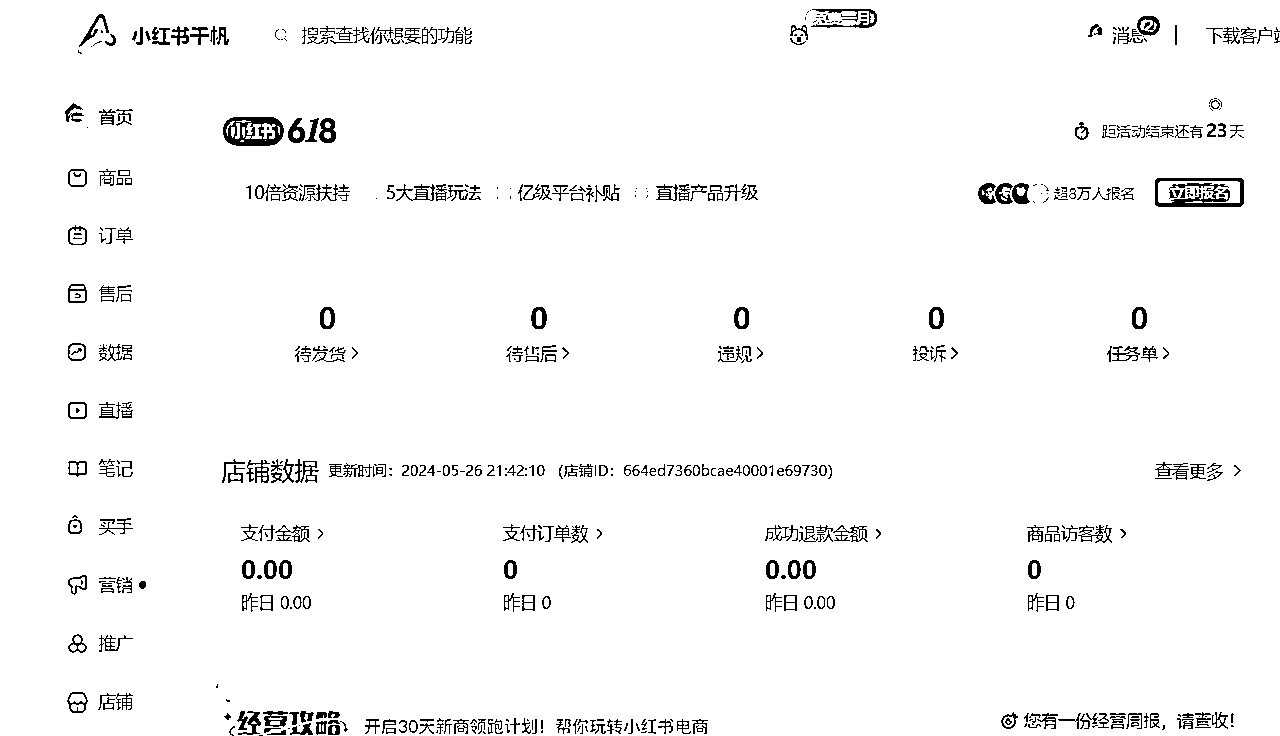 小红书千帆 搜索查找你想要的功能 免费三月 消息 下载客户
首页
商品
订单
售后
数据
直播
笔记
买手
营销
推广
店铺
小红书 618 距活动结束还有23天
10倍资源扶持 5大直播玩法 亿级平台补贴 直播产品升级 超8万人报名 立即报名
0 0 0 0 0
待发货 待售后 违规 投诉 任务单
店铺数据 更新时间：2024-05-26 21:42:10 (店铺ID：664ed7360bcae40001e69730) 查看更多
支付金额 支付订单数 成功退款金额 商品访客数
0.00 0 0.00 0
昨日 0.00 昨日 0 昨日 0.00 昨日 0
经营攻略 开启30天新商领跑计划！帮你玩转小红书电商 您有一份经营周报，请查收！